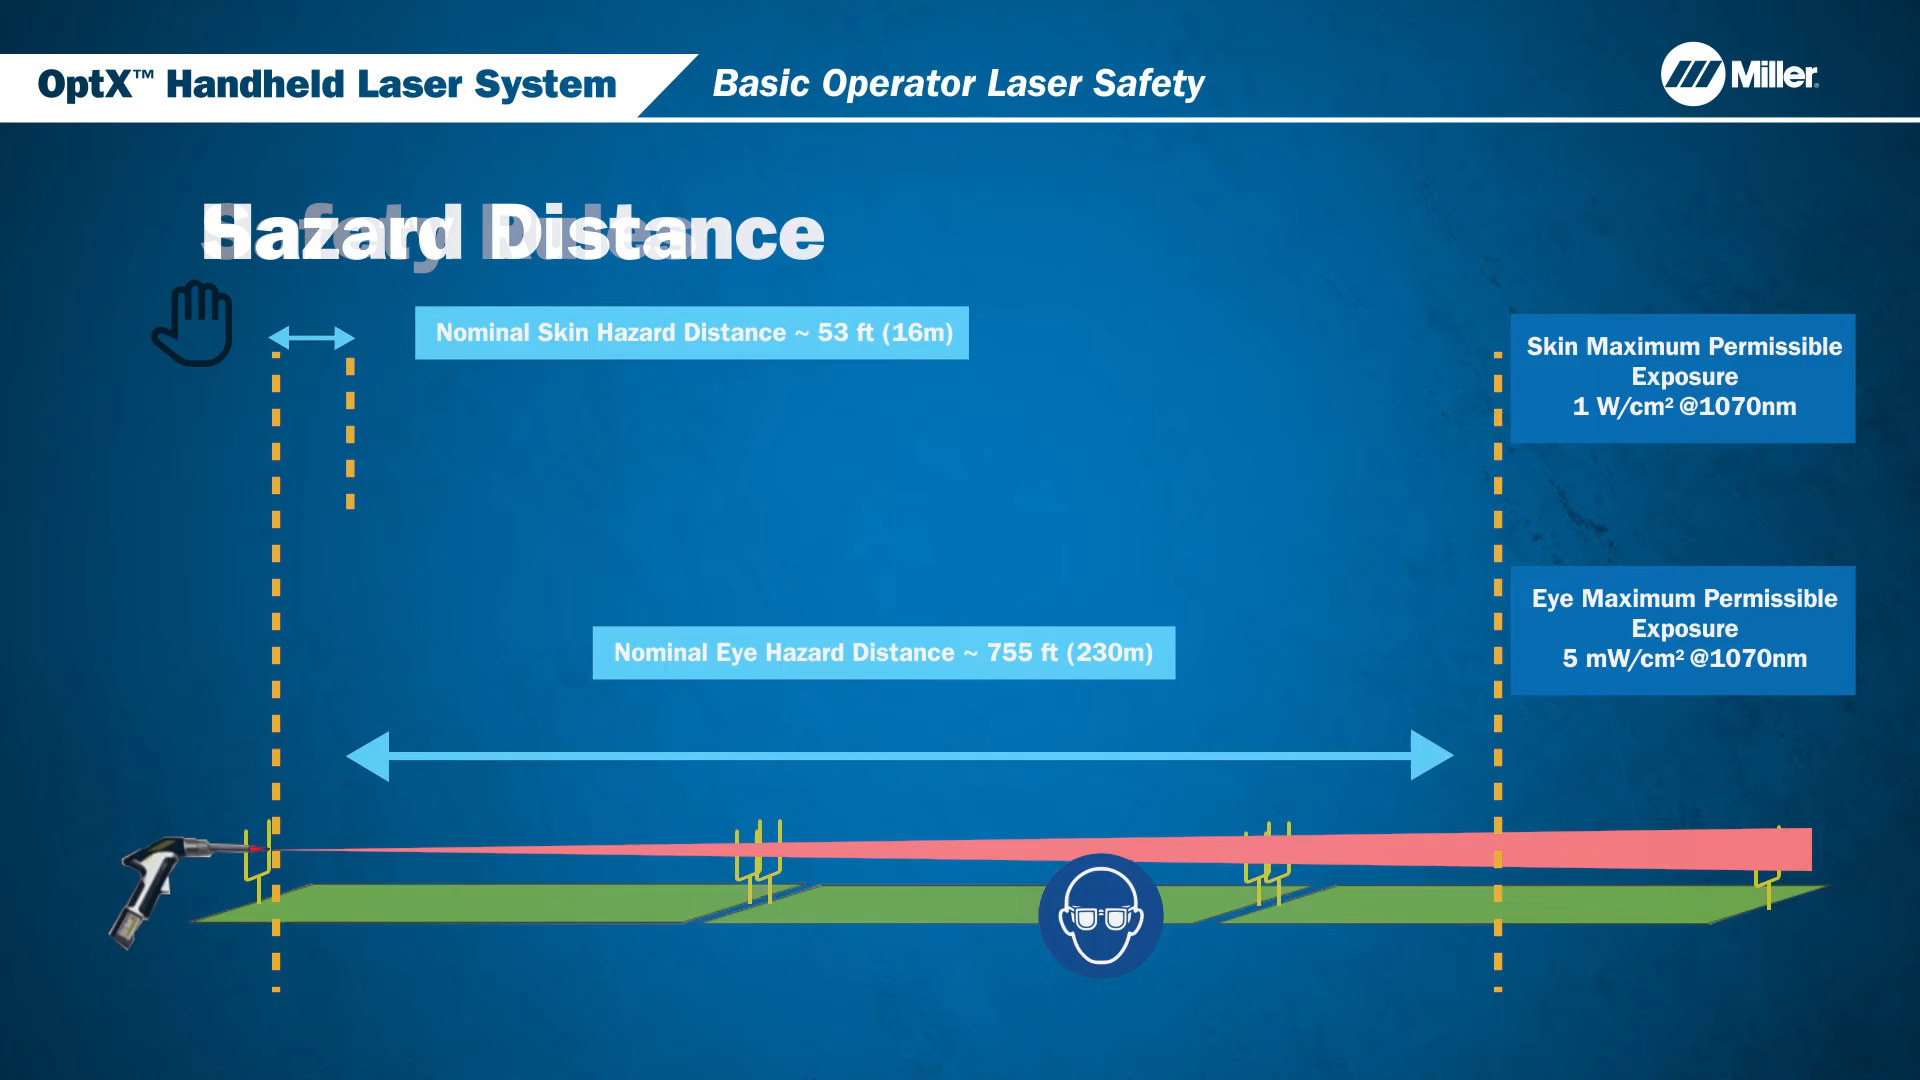 OptX™ Handheld Laser System
Basic Operator Laser Safety
Miller
Hazard Distance
Safety Rules
Nominal Skin Hazard Distance ~ 53 ft (16m)
Skin Maximum Permissible
Exposure
1 W/cm² @1070nm
Eye Maximum Permissible
Exposure
5 mW/cm² @1070nm
Nominal Eye Hazard Distance ~ 755 ft (230m)